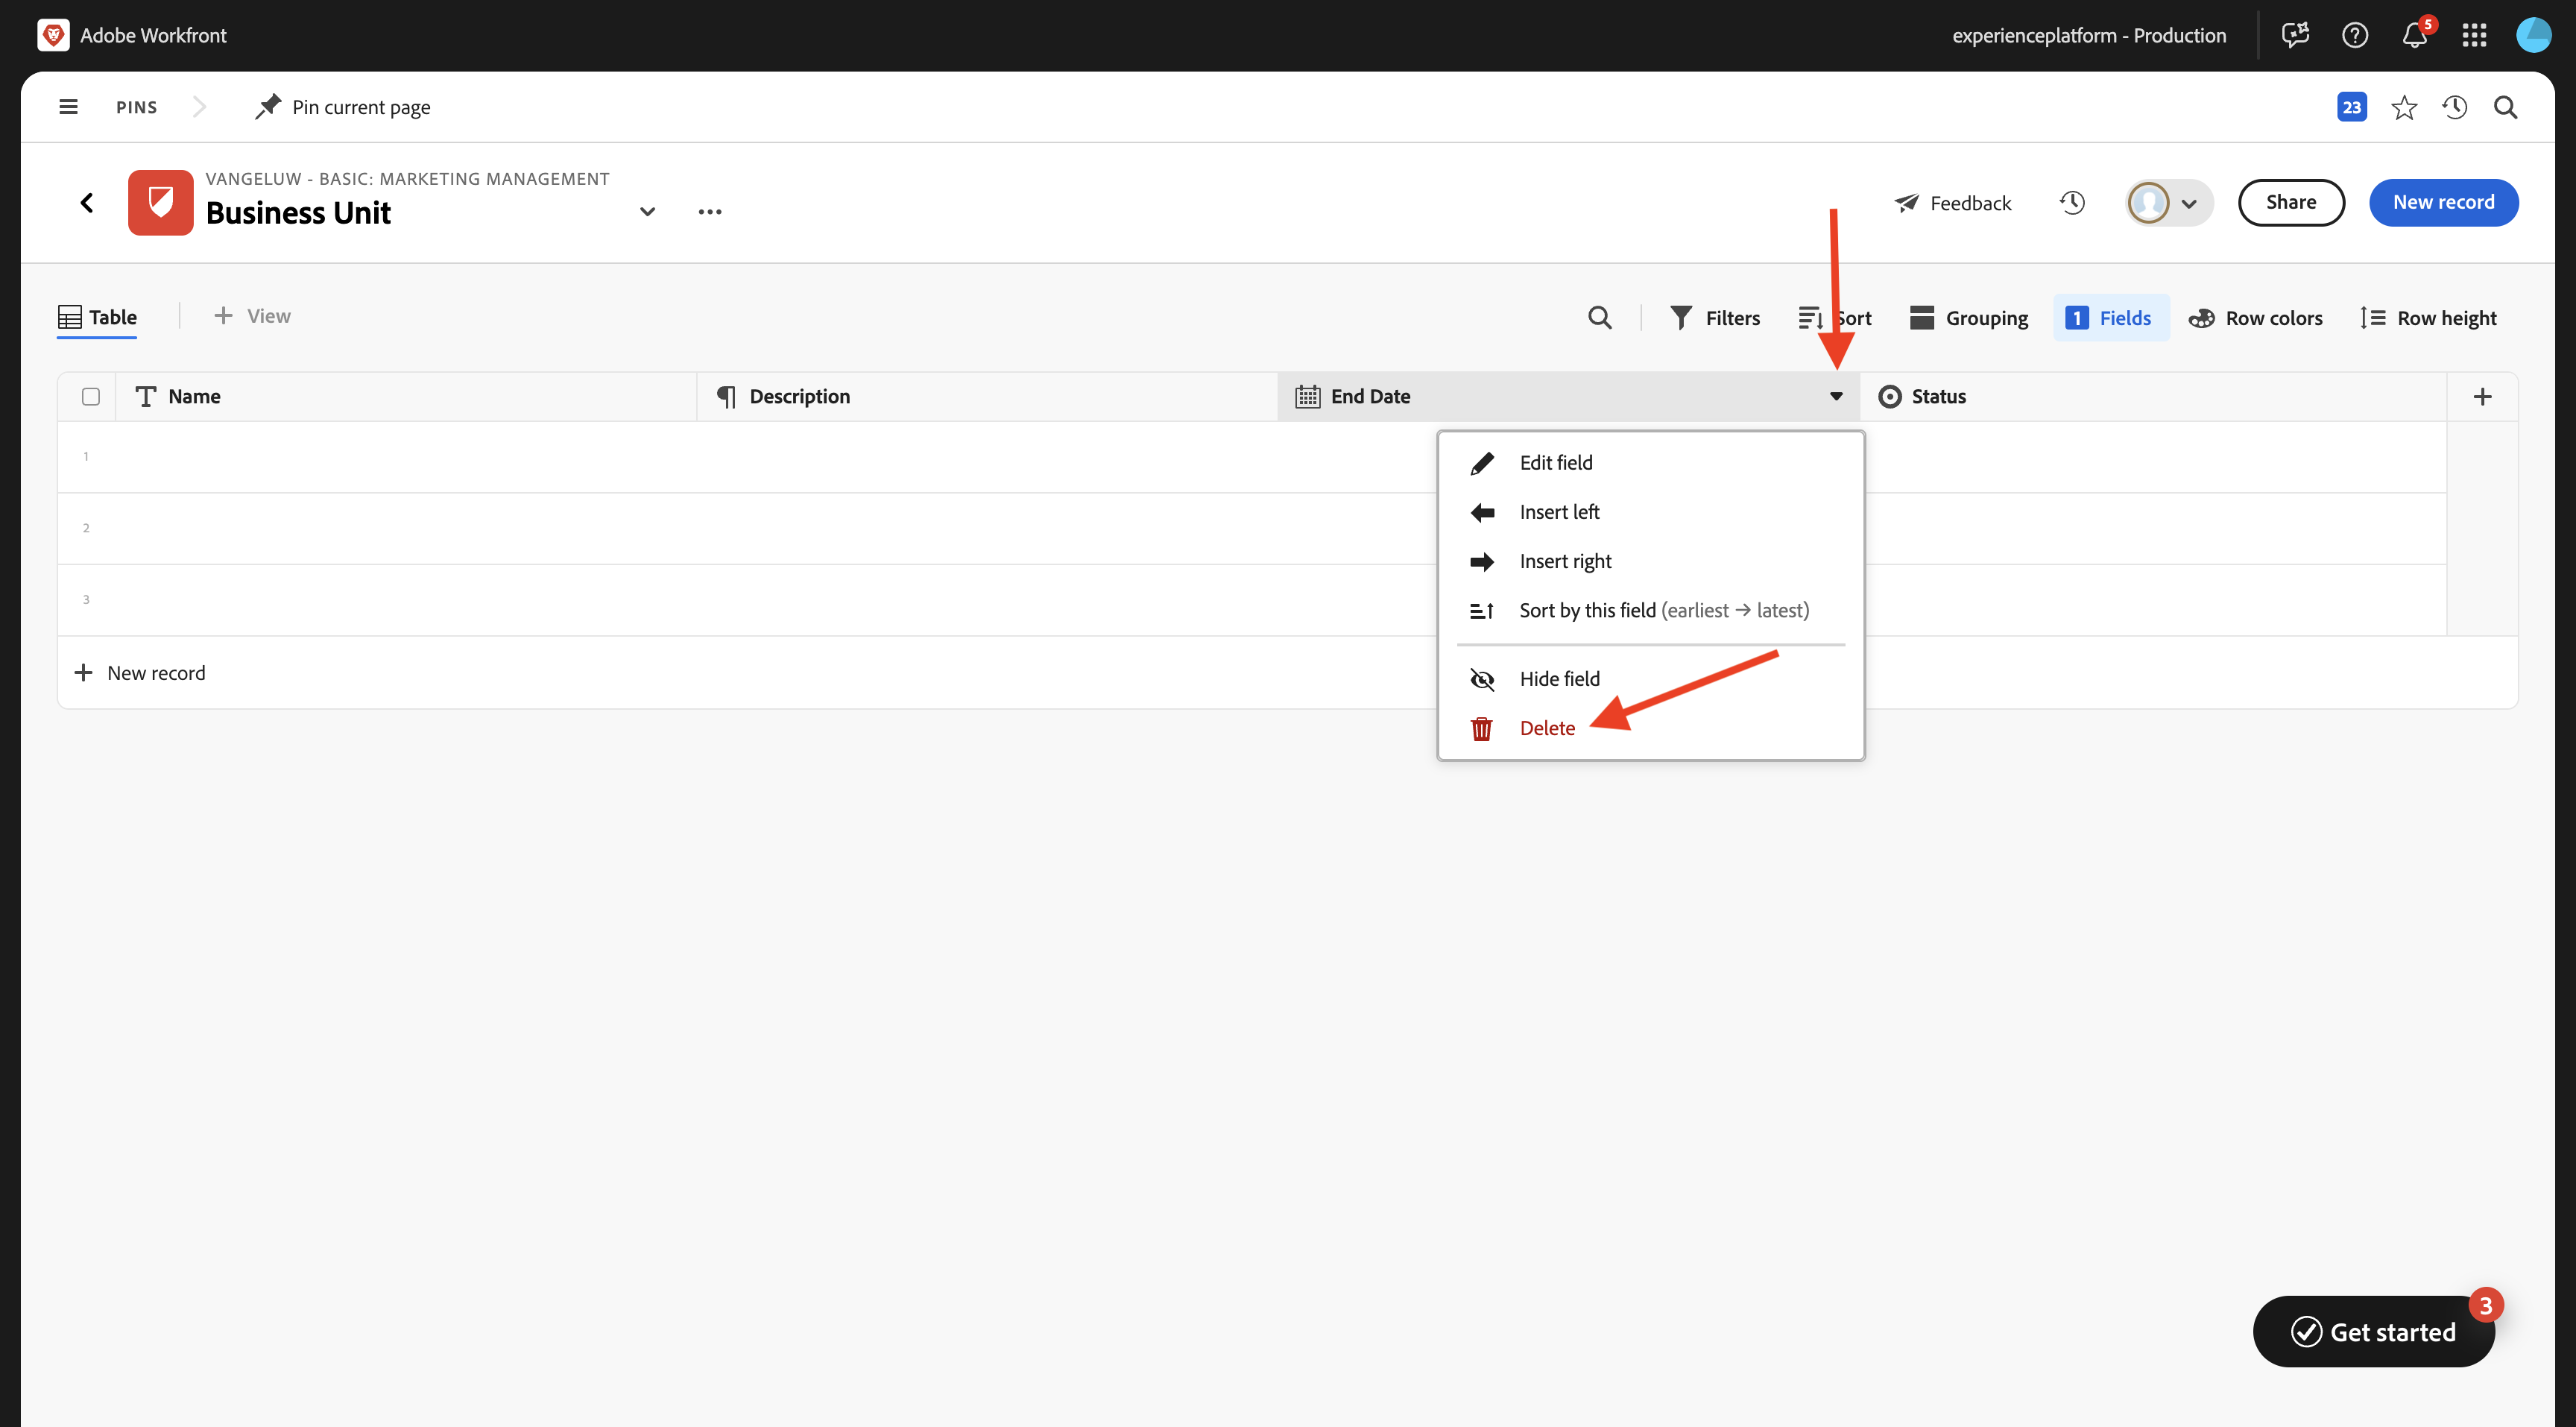 Adobe Workfront
experienceplatform - Production
5
PINS
Pin current page
23
VANGELUW - BASIC: MARKETING MANAGEMENT
Business Unit
Feedback
Share
New record
Table
View
Filters
Sort
Grouping
1 Fields
Row colors
Row height
Name
Description
End Date
Status
1
2
3
New record
Edit field
Insert left
Insert right
Sort by this field (earliest → latest)
Hide field
Delete
3
Get started